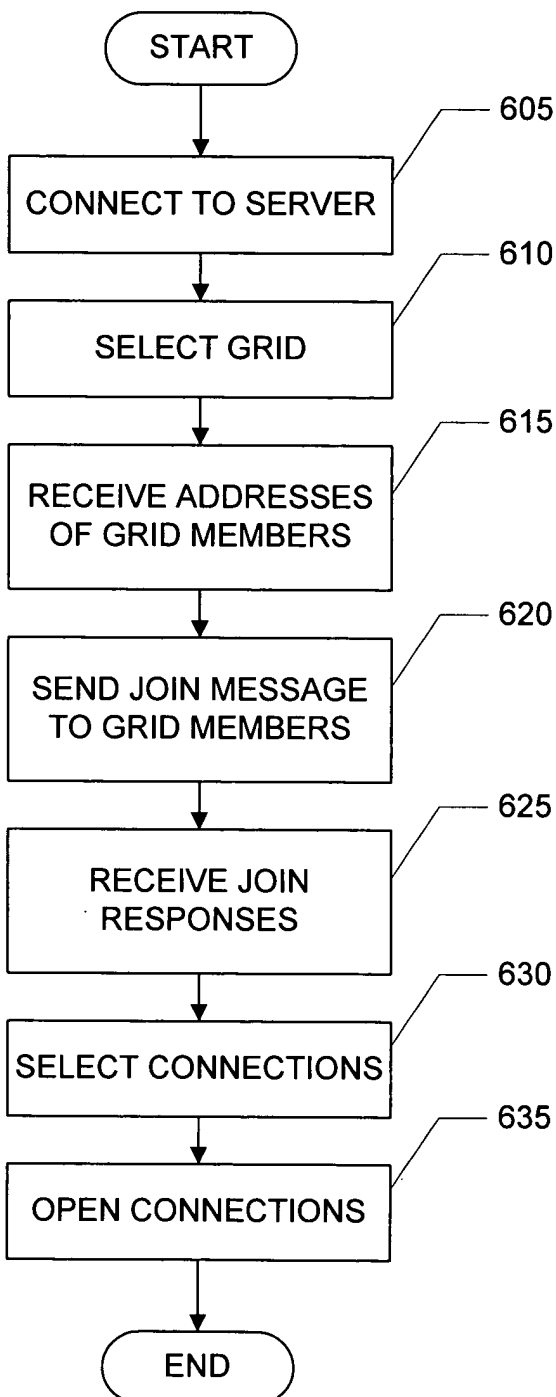 START
605
CONNECT TO SERVER
610
SELECT GRID
615
RECEIVE ADDRESSES
OF GRID MEMBERS
620
SEND JOIN MESSAGE
TO GRID MEMBERS
625
RECEIVE JOIN
RESPONSES
630
SELECT CONNECTIONS
635
OPEN CONNECTIONS
END